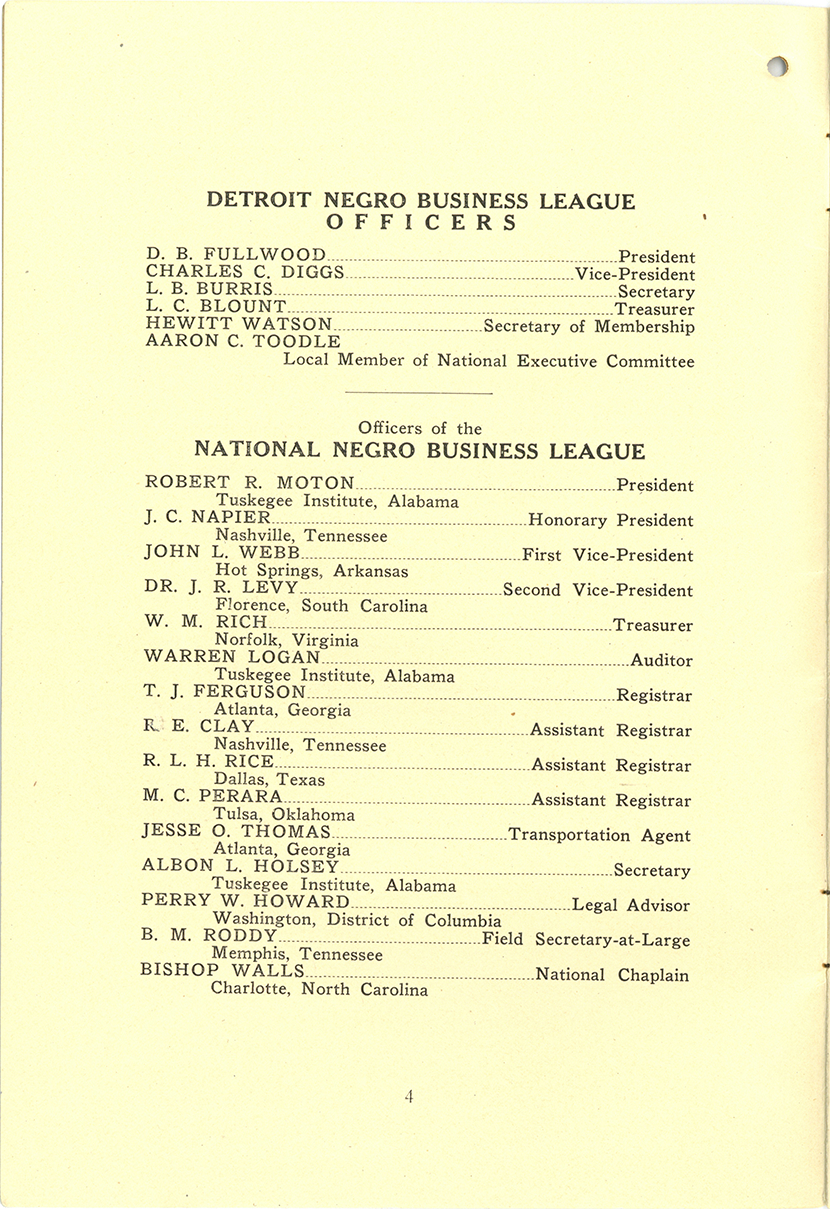 DETROIT NEGRO BUSINESS LEAGUE
OFFICERS
D. B. FULLWOOD President
CHARLES C. DIGGS Vice-President
L. B. BURRIS Secretary
L. C. BLOUNT Treasurer
HEWITT WATSON Secretary of Membership
AARON C. TOODLE
Local Member of National Executive Committee
Officers of the
NATIONAL NEGRO BUSINESS LEAGUE
ROBERT R. MOTON President
Tuskegee Institute, Alabama
J. C. NAPIER Honorary President
Nashville, Tennessee
JOHN L. WEBB First Vice-President
Hot Springs, Arkansas
DR. J. R. LEVY Second Vice-President
Florence, South Carolina
W. M. RICH Treasurer
Norfolk, Virginia
WARREN LOGAN Auditor
Tuskegee Institute, Alabama
T. J. FERGUSON Registrar
Atlanta, Georgia
R. E. CLAY Assistant Registrar
Nashville, Tennessee
R. L. H. RICE Assistant Registrar
Dallas, Texas
M. C. PERARA Assistant Registrar
Tulsa, Oklahoma
JESSE O. THOMAS Transportation Agent
Atlanta, Georgia
ALBON L. HOLSEY Secretary
Tuskegee Institute, Alabama
PERRY W. HOWARD Legal Advisor
Washington, District of Columbia
B. M. RODDY Field Secretary-at-Large
Memphis, Tennessee
BISHOP WALLS National Chaplain
Charlotte, North Carolina
4